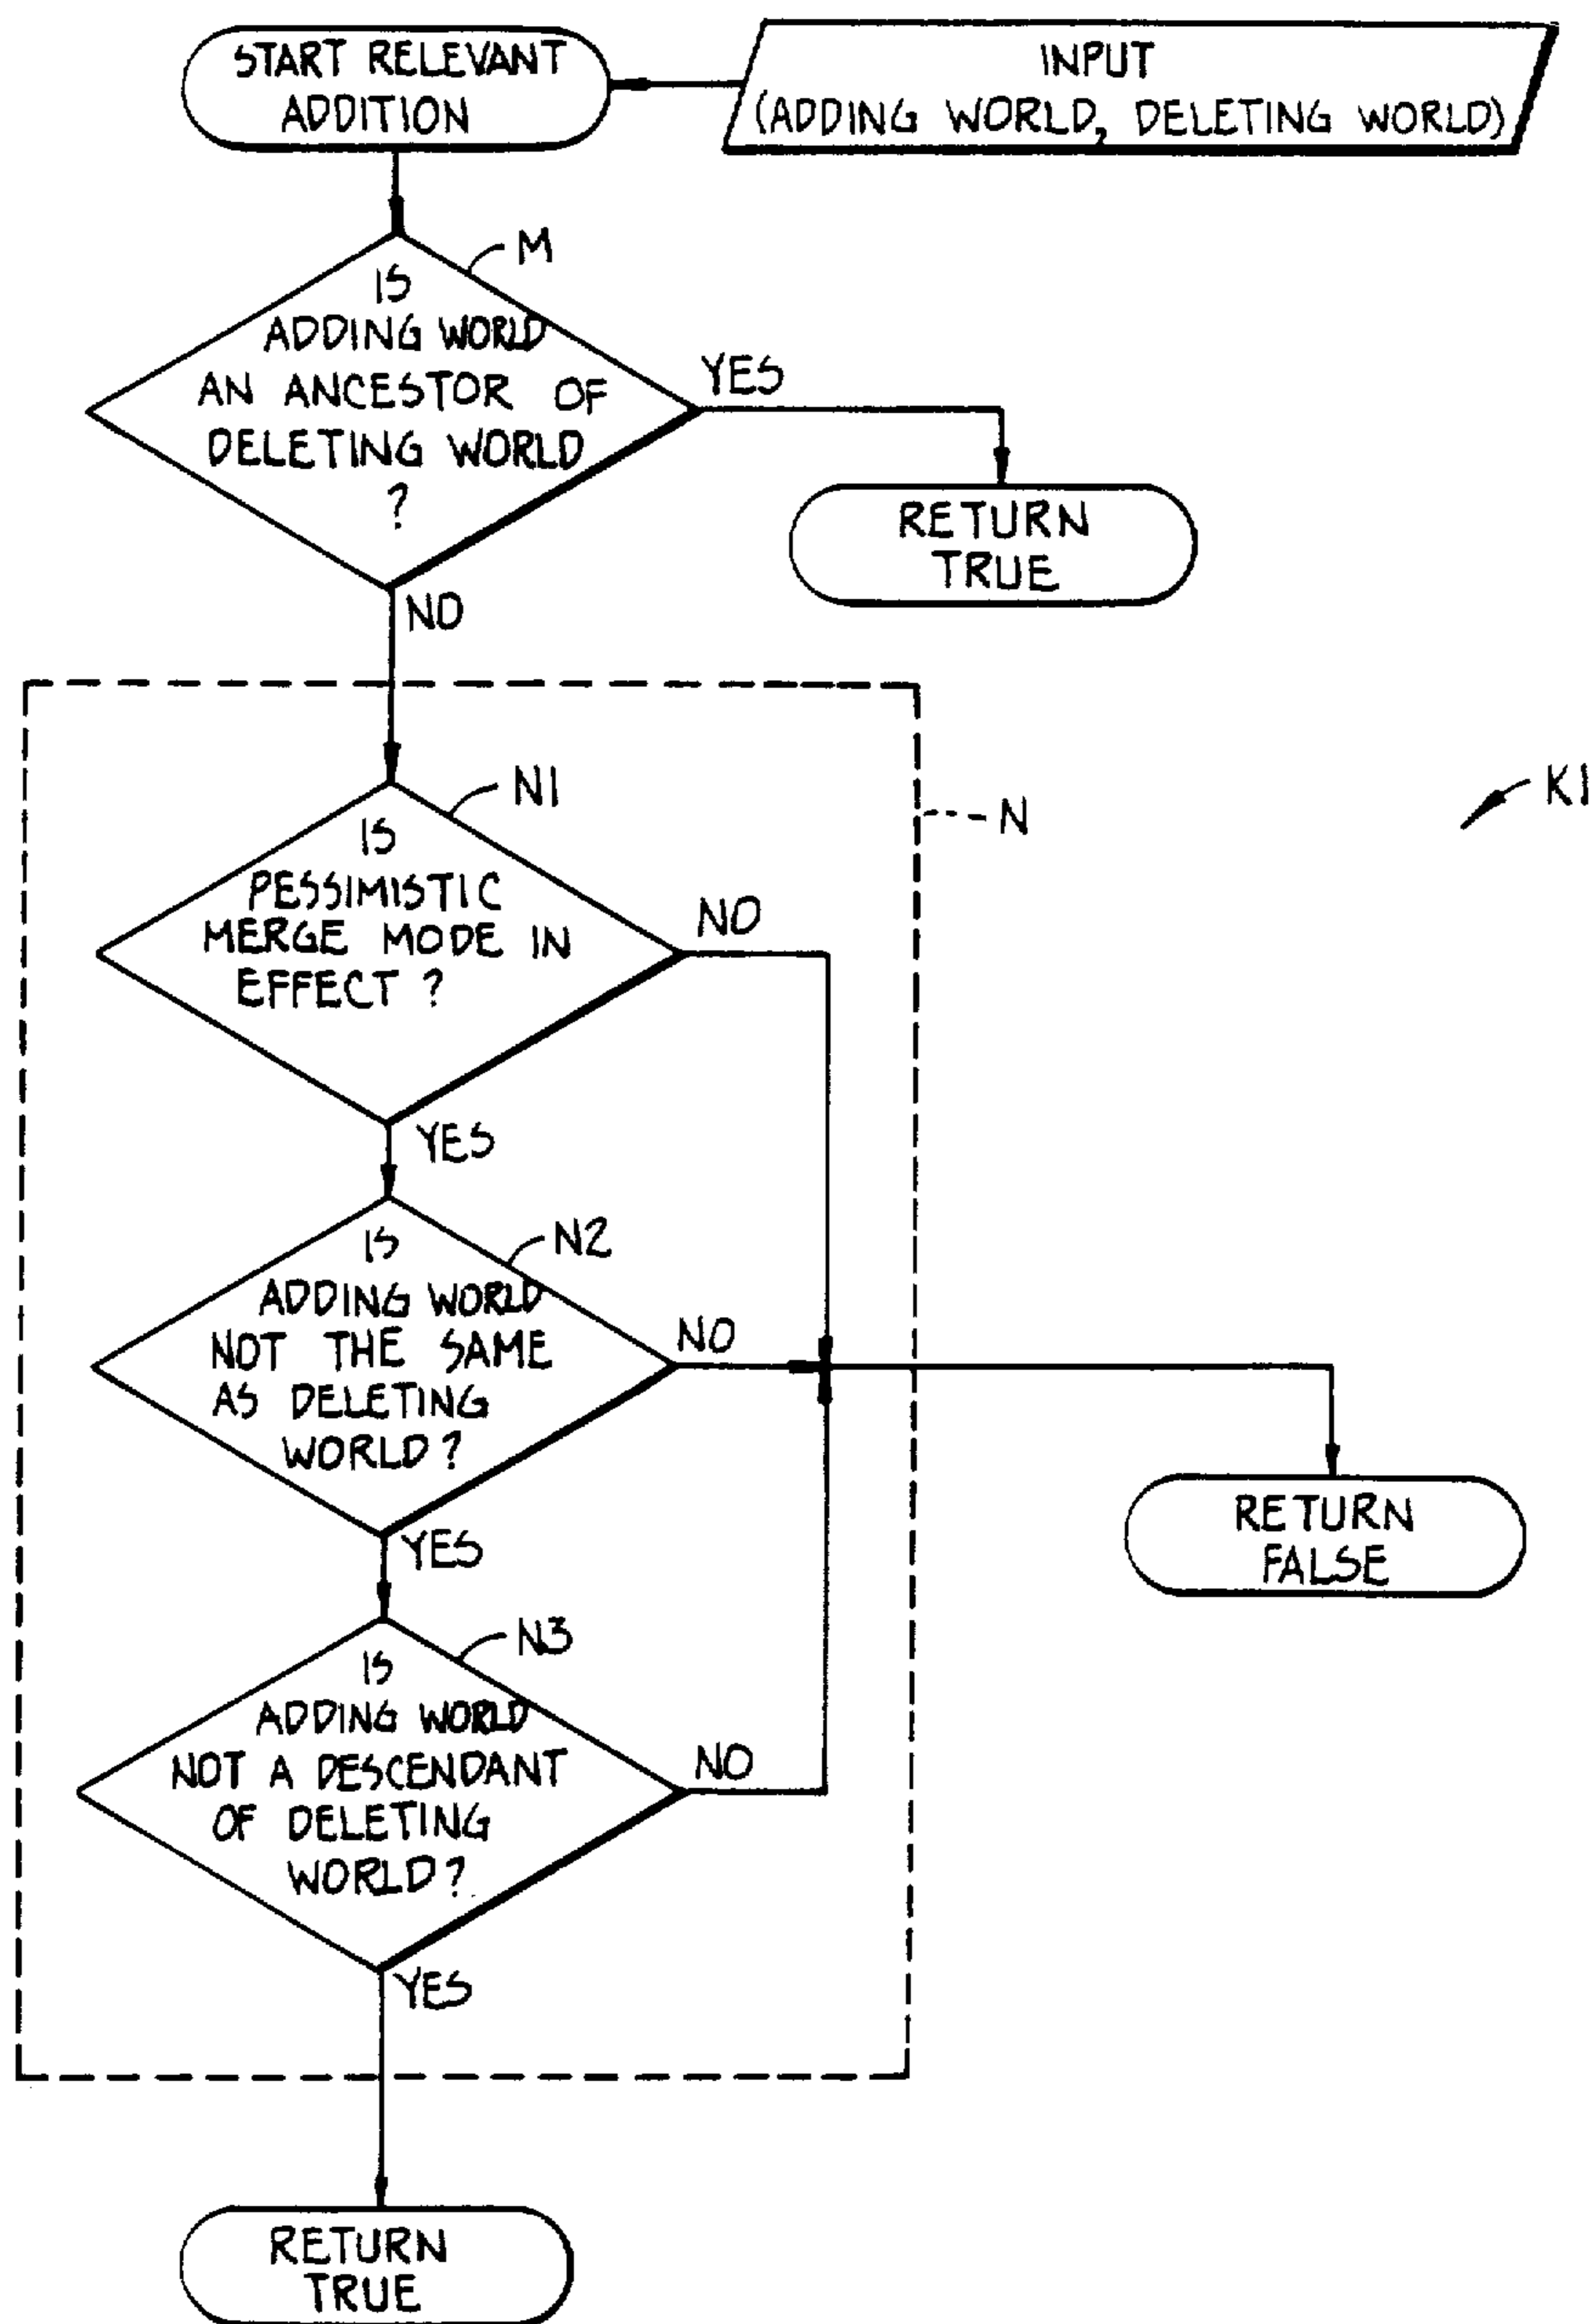 START RELEVANT
ADDITION
INPUT
(ADDING WORLD, DELETING WORLD)
M
IS
ADDING WORLD
AN ANCESTOR OF
DELETING WORLD
?
YES
RETURN
TRUE
NO
N1
IS
PESSIMISTIC
MERGE MODE IN
EFFECT ?
NO
N
K1
YES
N2
IS
ADDING WORLD
NOT THE SAME
AS DELETING
WORLD?
NO
YES
RETURN
FALSE
N3
IS
ADDING WORLD
NOT A DESCENDANT
OF DELETING
WORLD?
NO
YES
RETURN
TRUE